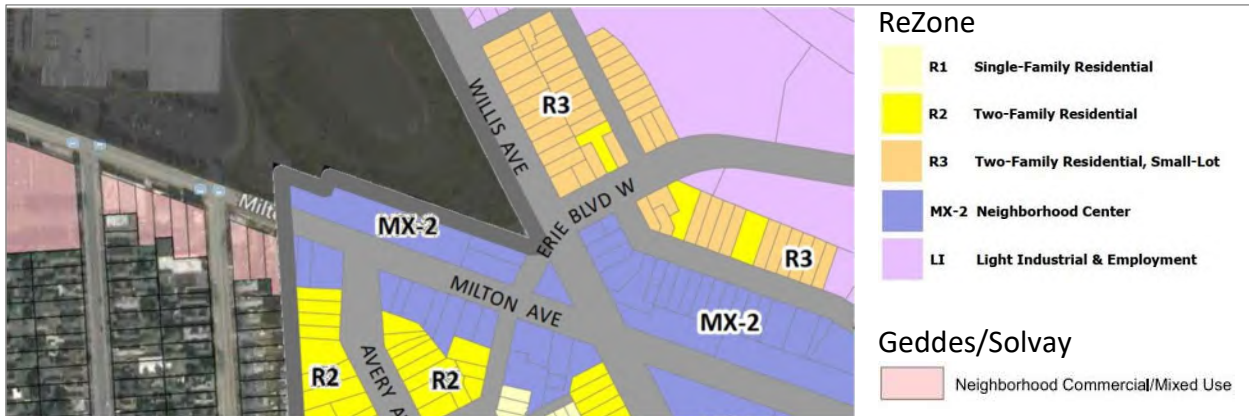 WILLIS AVE
R3
ERIE BLVD W
MX-2
R3
MILTON AVE
MX-2
R2
R2
ReZone
R1 Single-Family Residential
R2 Two-Family Residential
R3 Two-Family Residential, Small-Lot
MX-2 Neighborhood Center
LI Light Industrial & Employment
Geddes/Solvay
Neighborhood Commercial/Mixed Use